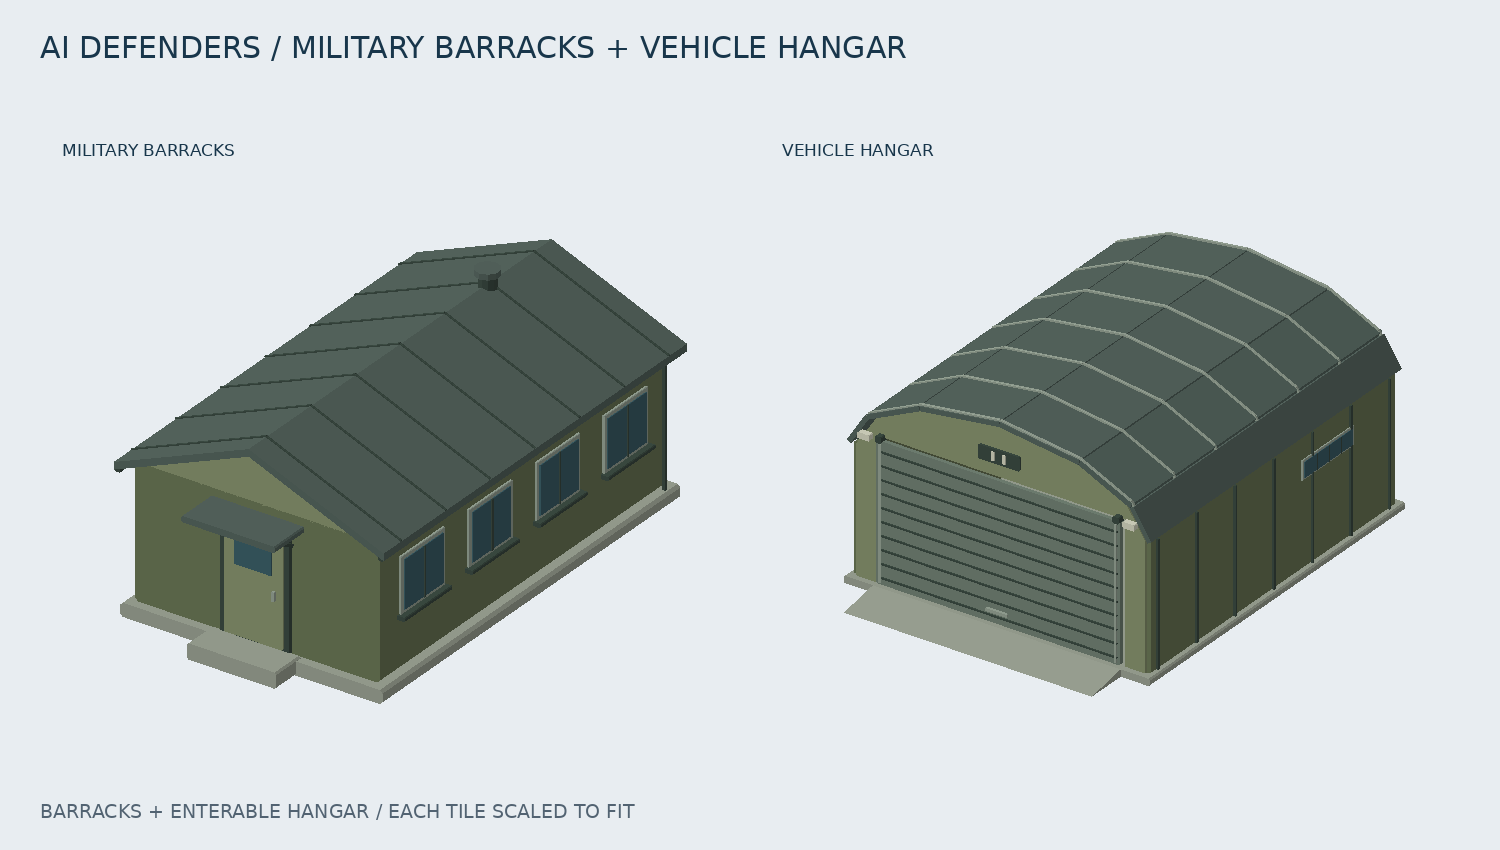 AI DEFENDERS / MILITARY BARRACKS + VEHICLE HANGAR
MILITARY BARRACKS
VEHICLE HANGAR
BARRACKS + ENTERABLE HANGAR / EACH TILE SCALED TO FIT